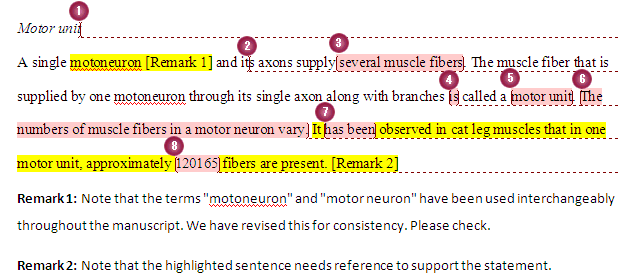 1
Motor unit
2 3
A single motoneuron [Remark 1] and its axons supply several muscle fibers. The muscle fiber that is
4 5 6
supplied by one motoneuron through its single axon along with branches is called a motor unit. The
7
numbers of muscle fibers in a motor neuron vary. It has been observed in cat leg muscles that in one
8
motor unit, approximately 120165 fibers are present. [Remark 2]
Remark 1: Note that the terms "motoneuron" and "motor neuron" have been used interchangeably
throughout the manuscript. We have revised this for consistency. Please check.
Remark 2: Note that the highlighted sentence needs reference to support the statement.